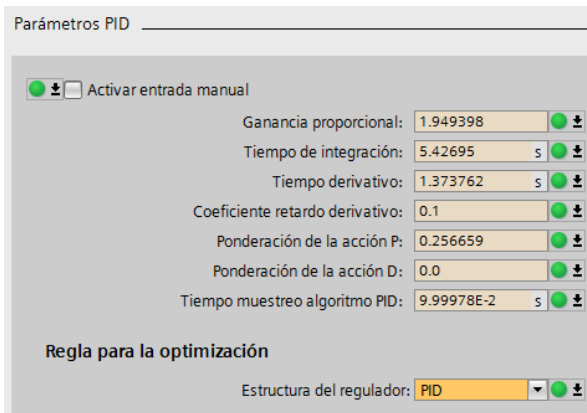 Parámetros PID
Activar entrada manual
Ganancia proporcional: 1.949398
Tiempo de integración: 5.42695 s
Tiempo derivativo: 1.373762 s
Coeficiente retardo derivativo: 0.1
Ponderación de la acción P: 0.256659
Ponderación de la acción D: 0.0
Tiempo muestreo algoritmo PID: 9.99978E-2 s
Regla para la optimización
Estructura del regulador: PID